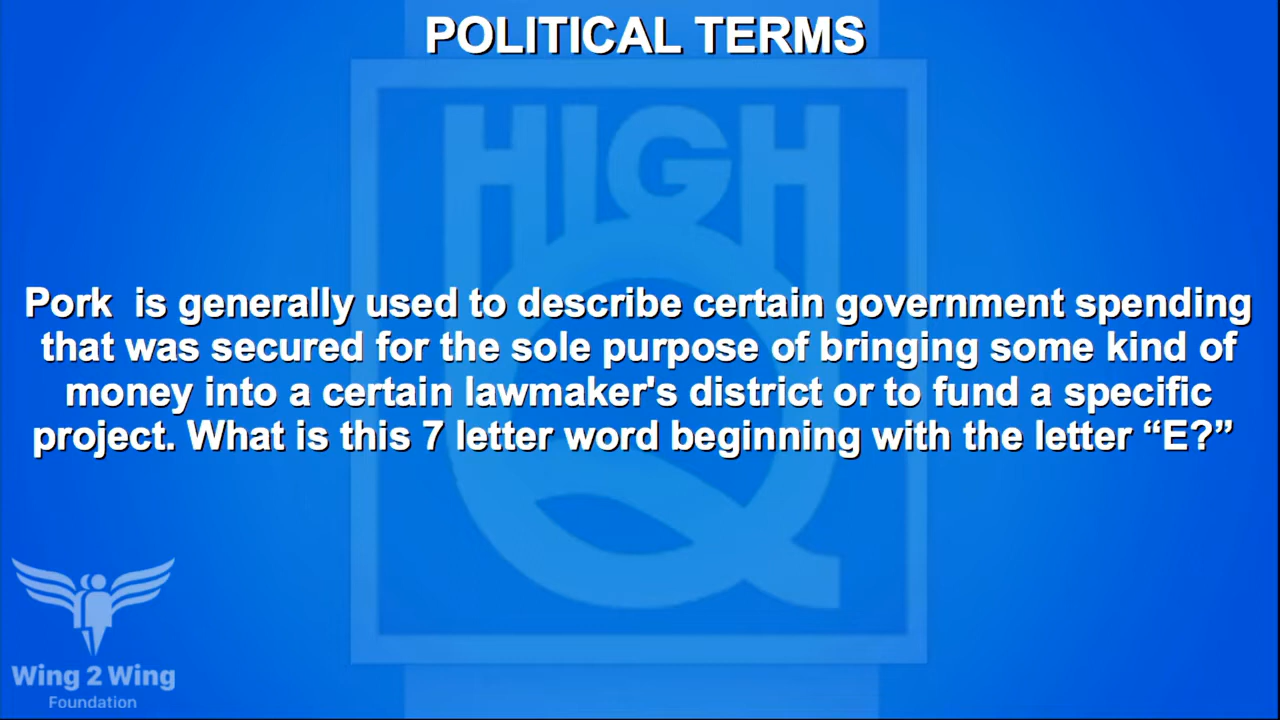 POLITICAL TERMS
HIGH
Q
Pork  is generally used to describe certain government spending
that was secured for the sole purpose of bringing some kind of
money into a certain lawmaker's district or to fund a specific
project. What is this 7 letter word beginning with the letter “E?”
Wing 2 Wing
Foundation